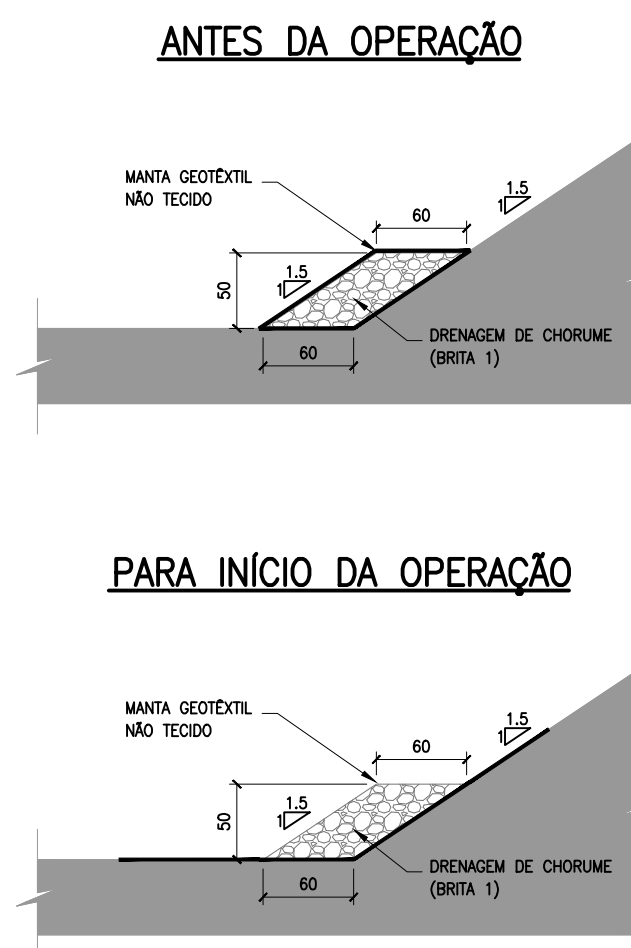 ANTES DA OPERAÇÃO
MANTA GEOTÊXTIL
NÃO TECIDO
1.5
1
60
1.5
1
50
DRENAGEM DE CHORUME
(BRITA 1)
60
PARA INÍCIO DA OPERAÇÃO
MANTA GEOTÊXTIL
NÃO TECIDO
1.5
1
60
1.5
1
50
DRENAGEM DE CHORUME
(BRITA 1)
60